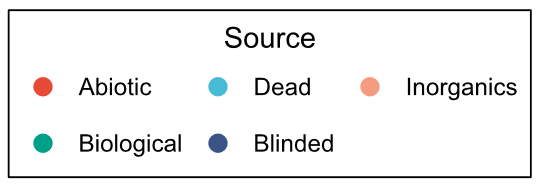 Source
Abiotic Dead Inorganics
Biological Blinded